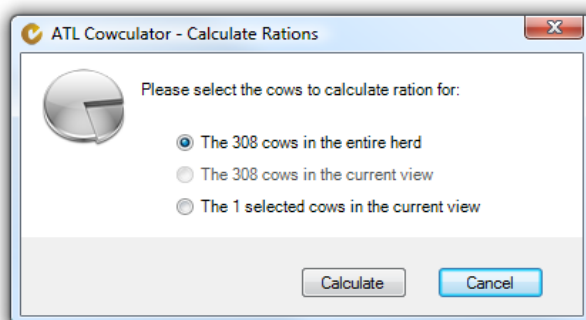 ATL Cowculator - Calculate Rations
Please select the cows to calculate ration for:
The 308 cows in the entire herd
The 308 cows in the current view
The 1 selected cows in the current view
Calculate Cancel